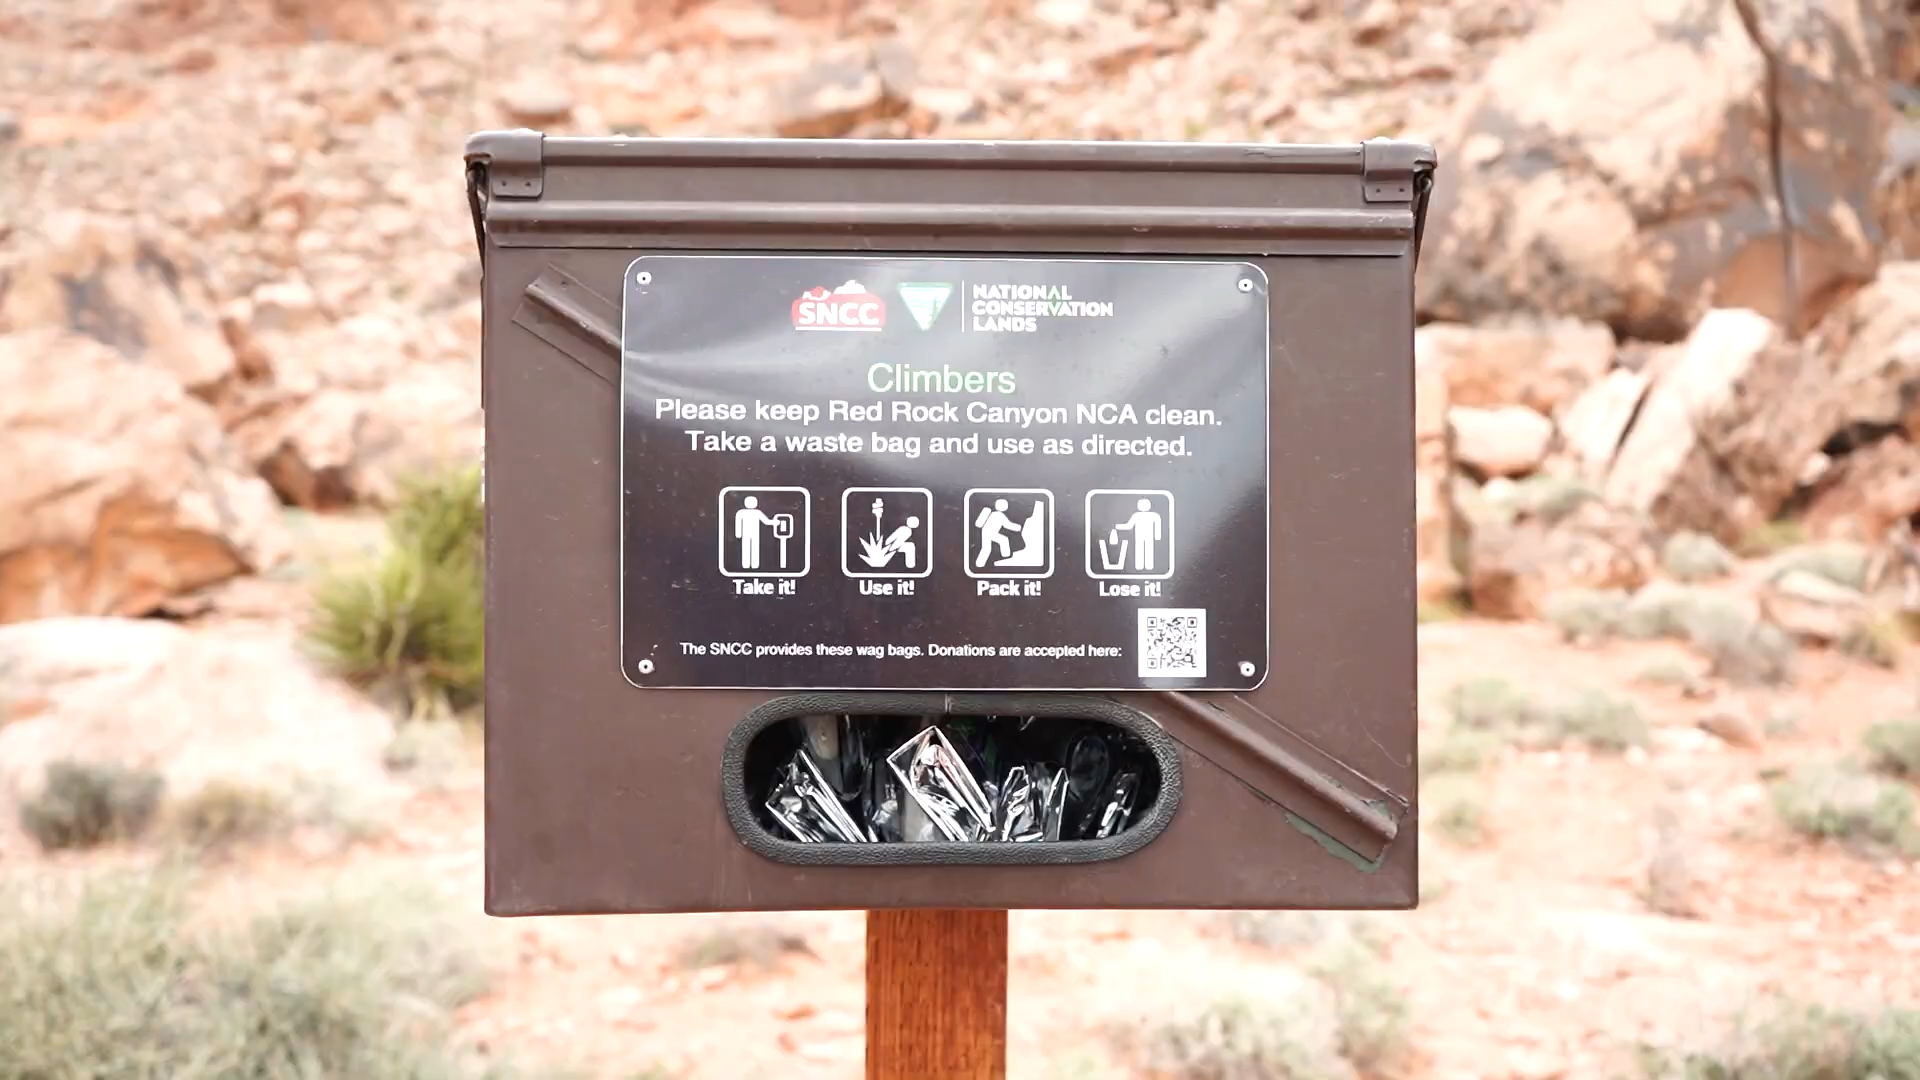 SNCC
NATIONAL
CONSERVATION
LANDS
Climbers
Please keep Red Rock Canyon NCA clean.
Take a waste bag and use as directed.
Take it! Use it! Pack it! Lose it!
The SNCC provides these wag bags. Donations are accepted here: